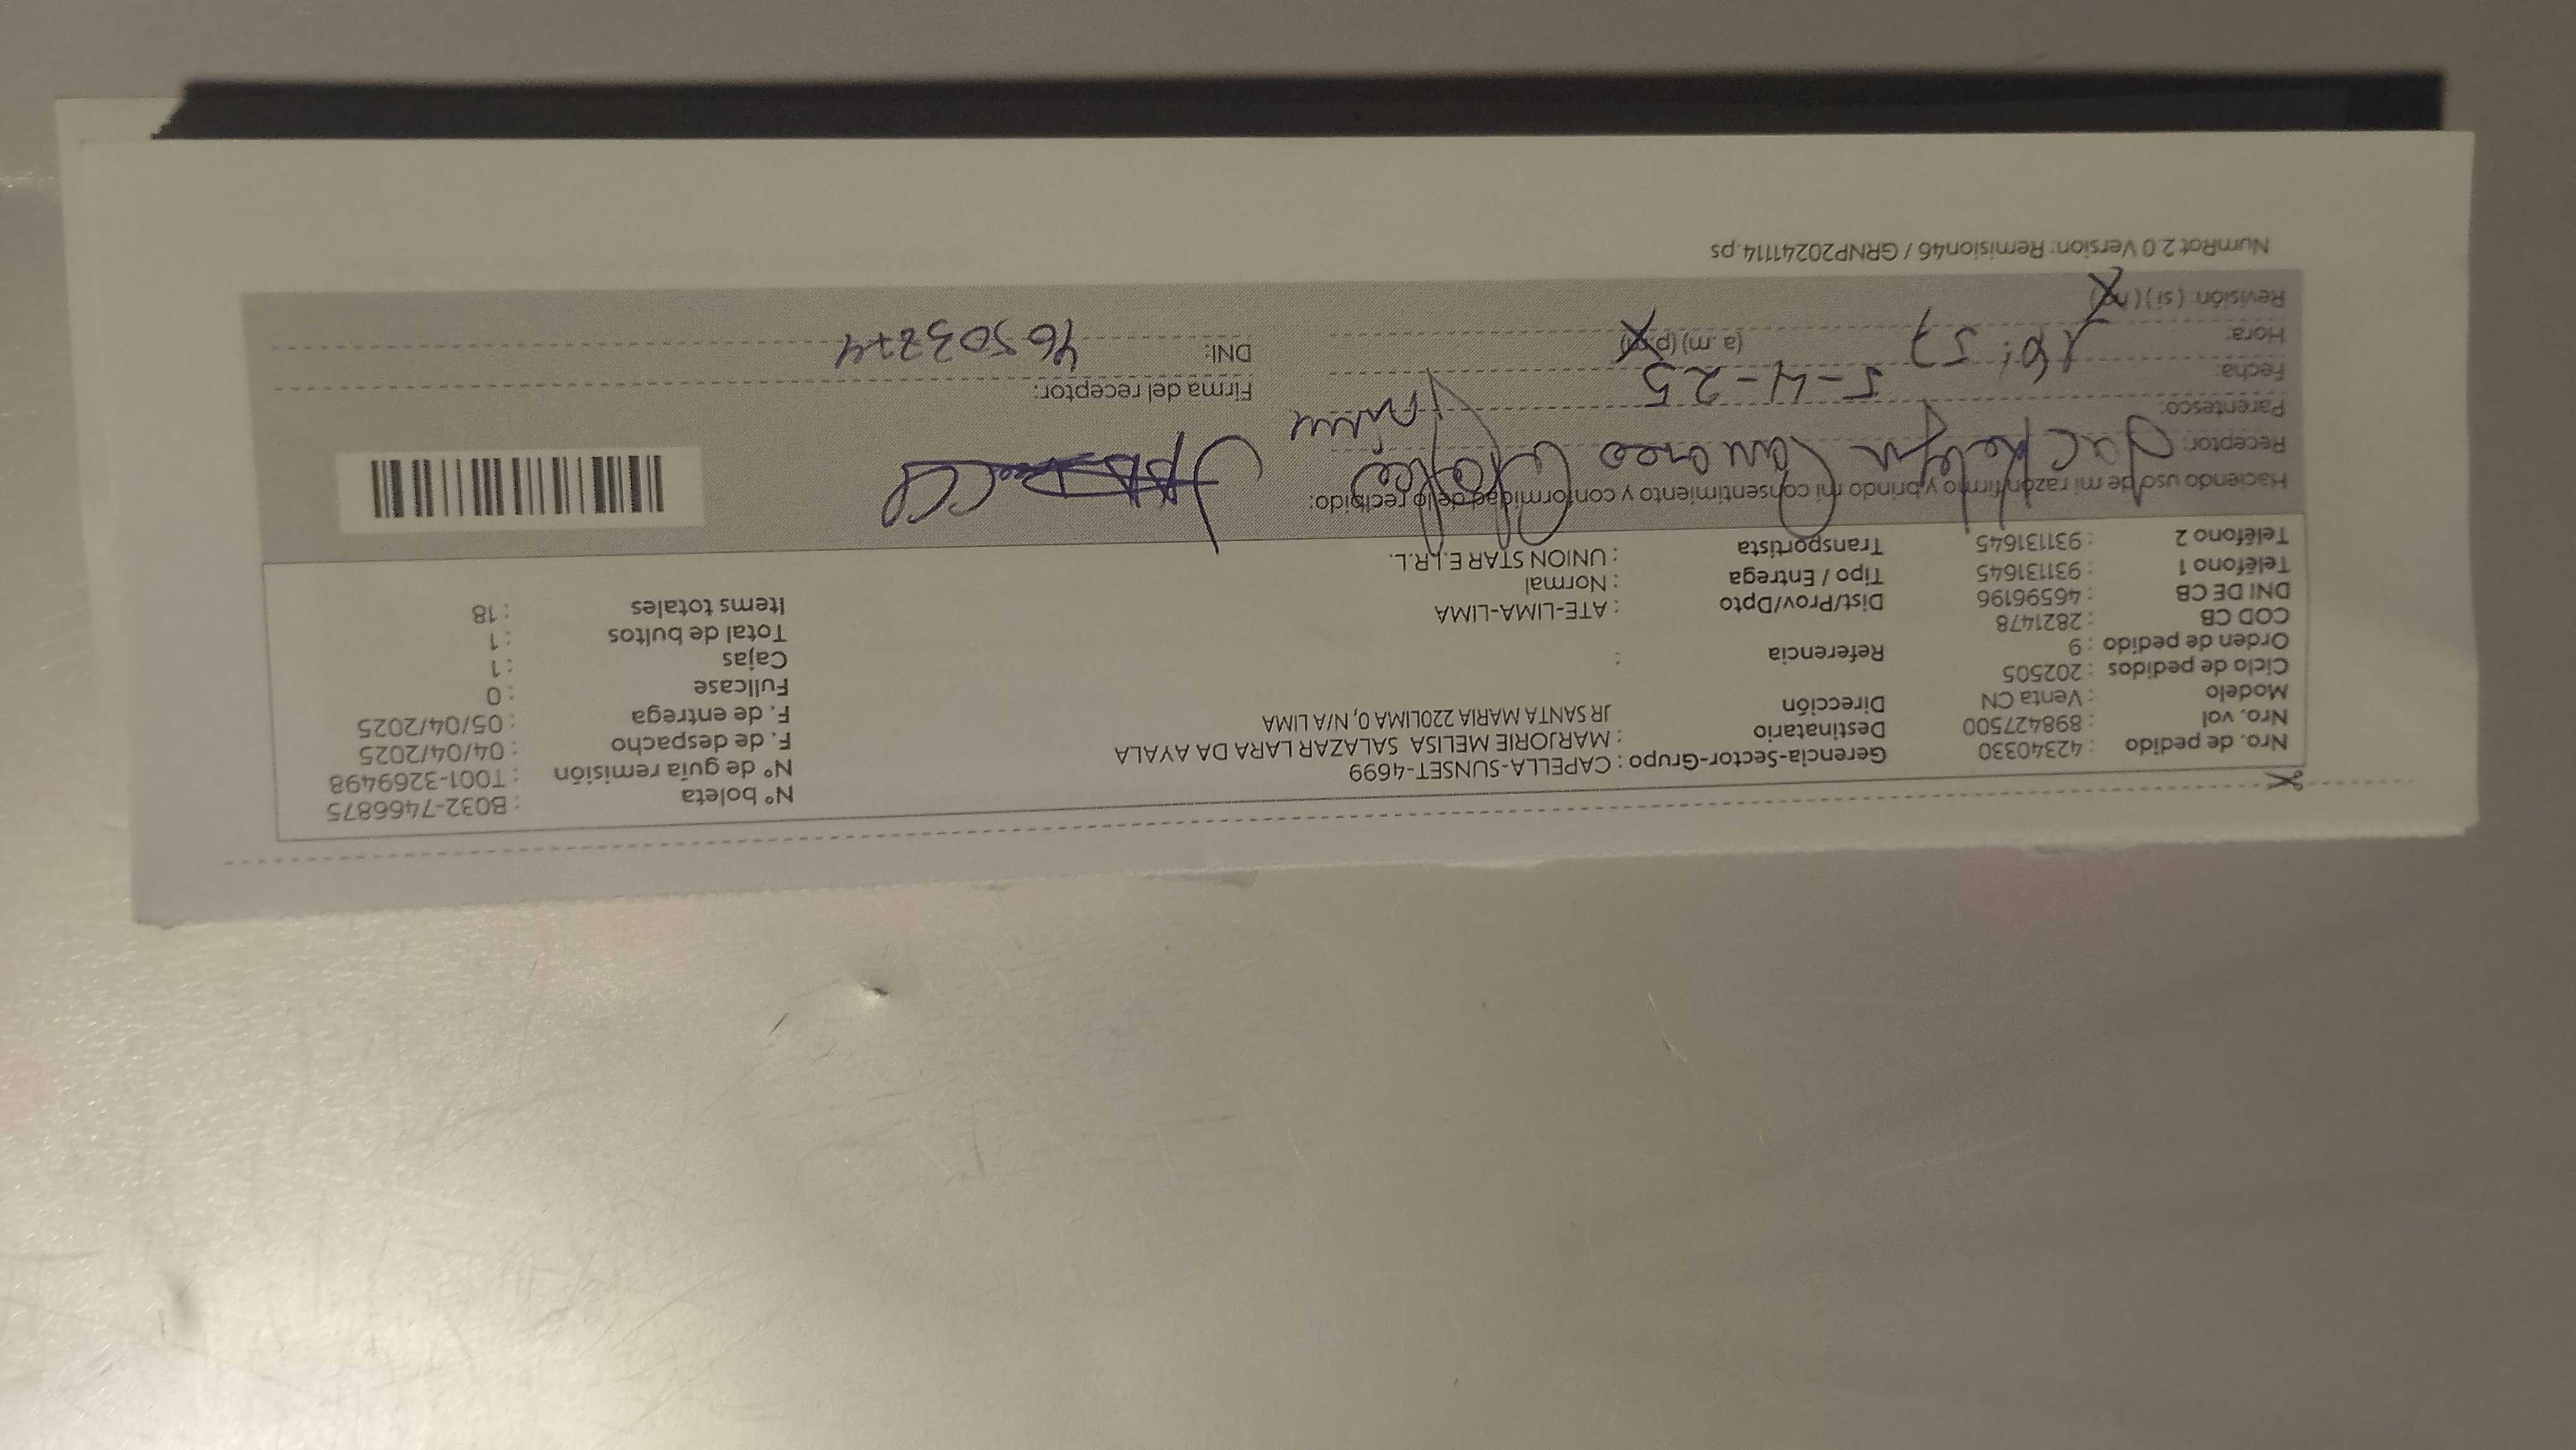 Nro. de pedido : 42340330 Gerencia-Sector-Grupo : CAPELLA-SUNSET-4699 N° boleta : B032-7466875
Nro. vol : 898427500 Destinatario : MARJORIE MELISA SALAZAR LARA DA AYALA N° de guía remisión : T001-3269498
Modelo : Venta CN Dirección JR SANTA MARIA 220LIMA 0, N/A LIMA F. de despacho : 04/04/2025
Ciclo de pedidos : 202505 F. de entrega : 05/04/2025
Orden de pedido : 9 Referencia : Fullcase : 0
COD CB : 2821478 Cajas : 1
DNI DE CB : 46596196 Dist/Prov/Dpto : ATE-LIMA-LIMA Total de bultos : 1
Teléfono 1 : 931131645 Tipo / Entrega : Normal Items totales : 18
Teléfono 2 : 931131645 Transportista : UNION STAR E.I.R.L.
Haciendo uso de mi razón firmo y brindo mi consentimiento y conformidad de lo recibido:
Receptor: Jackelyn
Parentesco: Firma del receptor:
Fecha: 5-4-25
Hora: 57 (a.m) (p.m) DNI:
Revisión: (si) (no)
NumRot 2.0 Version: Remision46 / GRNP20241114.ps